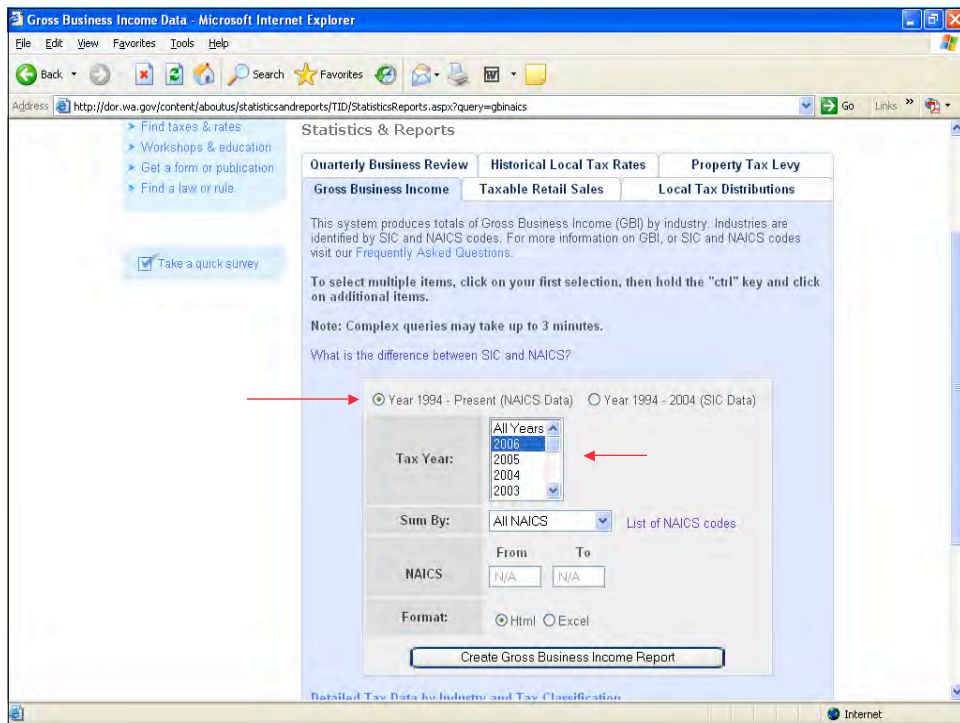 Gross Business Income Data - Microsoft Internet Explorer
File Edit View Favorites Tools Help
Back Search Favorites
Address http://dor.wa.gov/content/aboutus/statisticsandreports/TID/StatisticsReports.aspx?query=gbinaics Go Links »
Find taxes & rates
Workshops & education
Get a form or publication
Find a law or rule
Take a quick survey
Statistics & Reports
Quarterly Business Review Historical Local Tax Rates Property Tax Levy
Gross Business Income Taxable Retail Sales Local Tax Distributions
This system produces totals of Gross Business Income (GBI) by industry. Industries are
identified by SIC and NAICS codes. For more information on GBI, or SIC and NAICS codes
visit our Frequently Asked Questions.
To select multiple items, click on your first selection, then hold the "ctrl" key and click
on additional items.
Note: Complex queries may take up to 3 minutes.
What is the difference between SIC and NAICS?
Year 1994 - Present (NAICS Data) Year 1994 - 2004 (SIC Data)
Tax Year:
All Years
2006
2005
2004
2003
Sum By: All NAICS List of NAICS codes
From To
NAICS N/A N/A
Format: Html Excel
Create Gross Business Income Report
Detailed Tax Data by Industry and Tax Classification
Internet